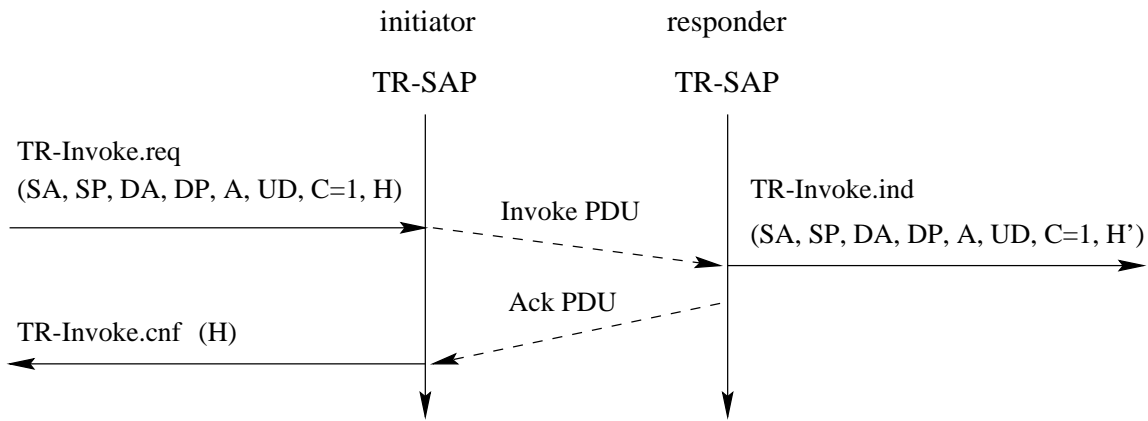 initiator
responder
TR-SAP
TR-SAP
TR-Invoke.req
(SA, SP, DA, DP, A, UD, C=1, H)
Invoke PDU
TR-Invoke.ind
(SA, SP, DA, DP, A, UD, C=1, H’)
Ack PDU
TR-Invoke.cnf (H)